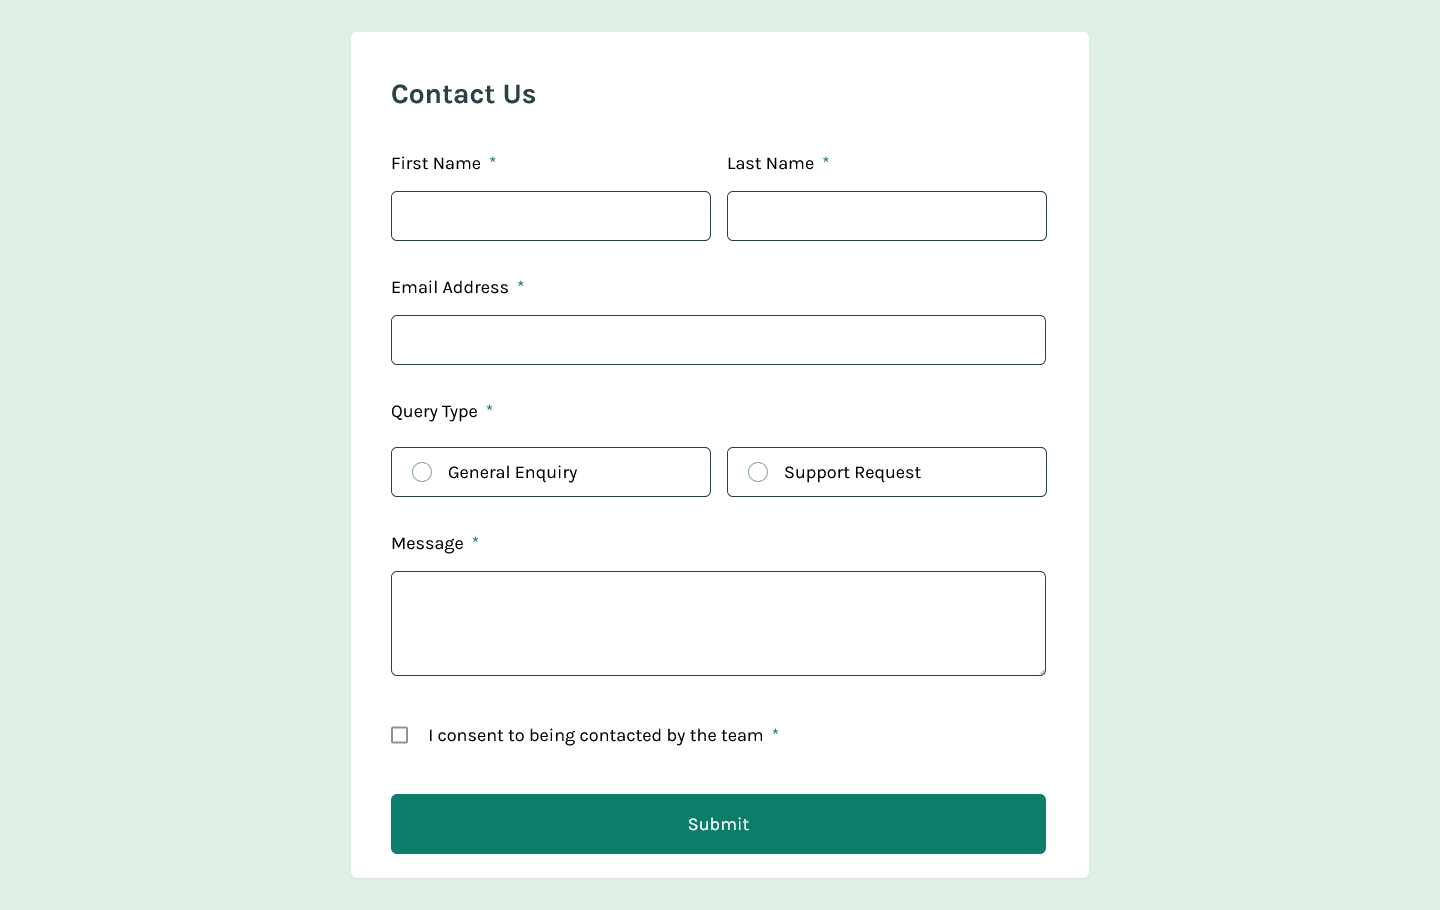 Contact Us
First Name *
Last Name *
Email Address *
Query Type *
General Enquiry
Support Request
Message *
I consent to being contacted by the team *
Submit